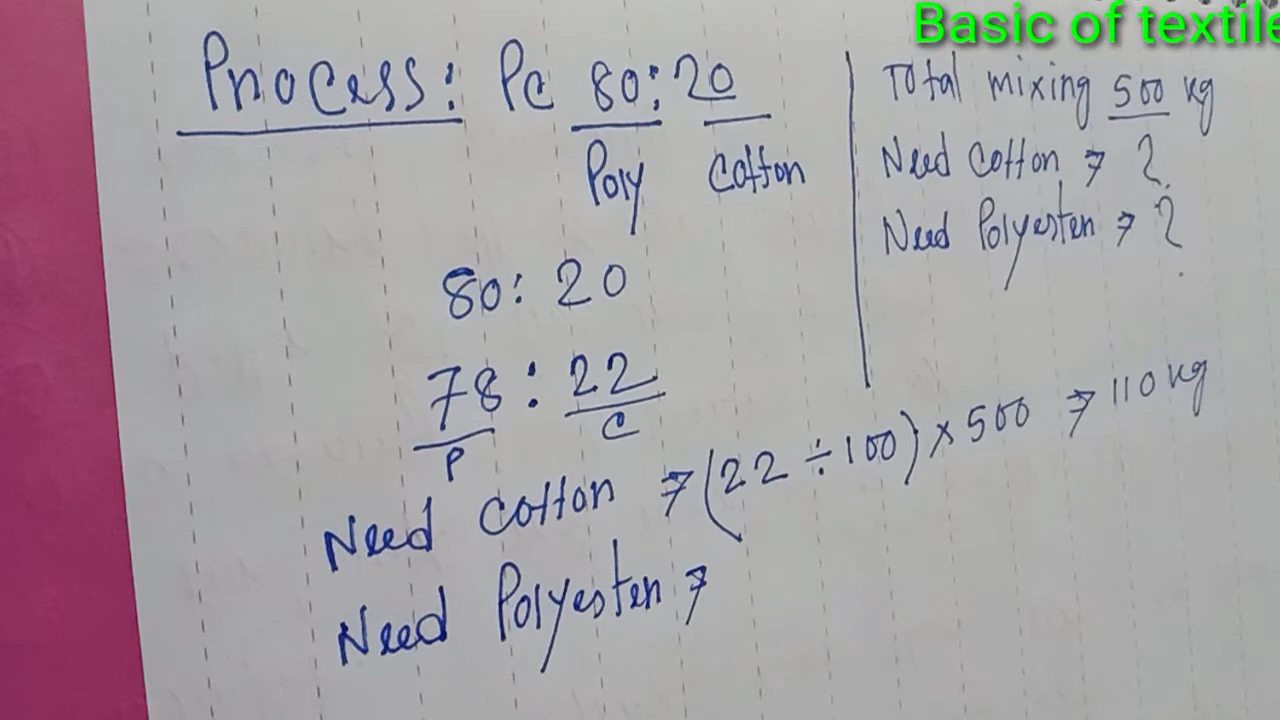 Basic of textile
Process: PC 80:20
Poly Cotton
Total mixing 500 kg
Need Cotton ⇒ ?
Need Polyester ⇒ ?
80:20
78:22
P C
Need Cotton ⇒ (22 ÷ 100) × 500 ⇒ 110 kg
Need Polyester ⇒